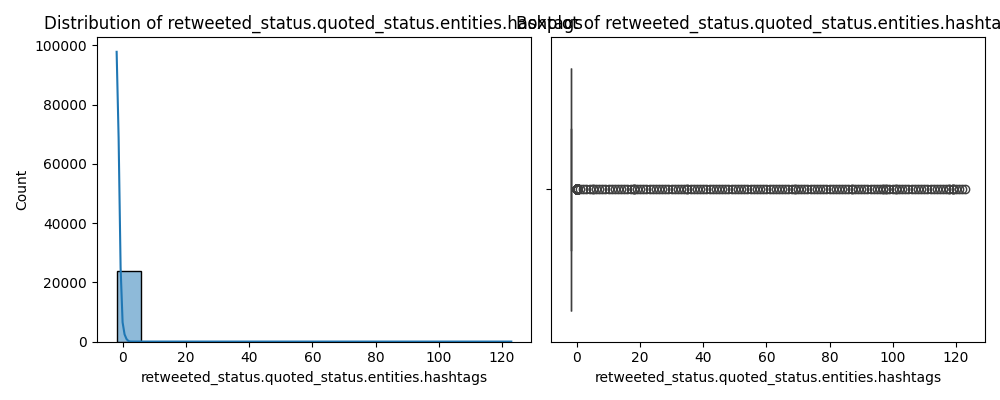 Distribution of retweeted_status.quoted_status.entities.hashtags
Boxplot of retweeted_status.quoted_status.entities.hashta
100000
80000
60000
40000
20000
0
Count
0 20 40 60 80 100 120
retweeted_status.quoted_status.entities.hashtags
0 20 40 60 80 100 120
retweeted_status.quoted_status.entities.hashtags